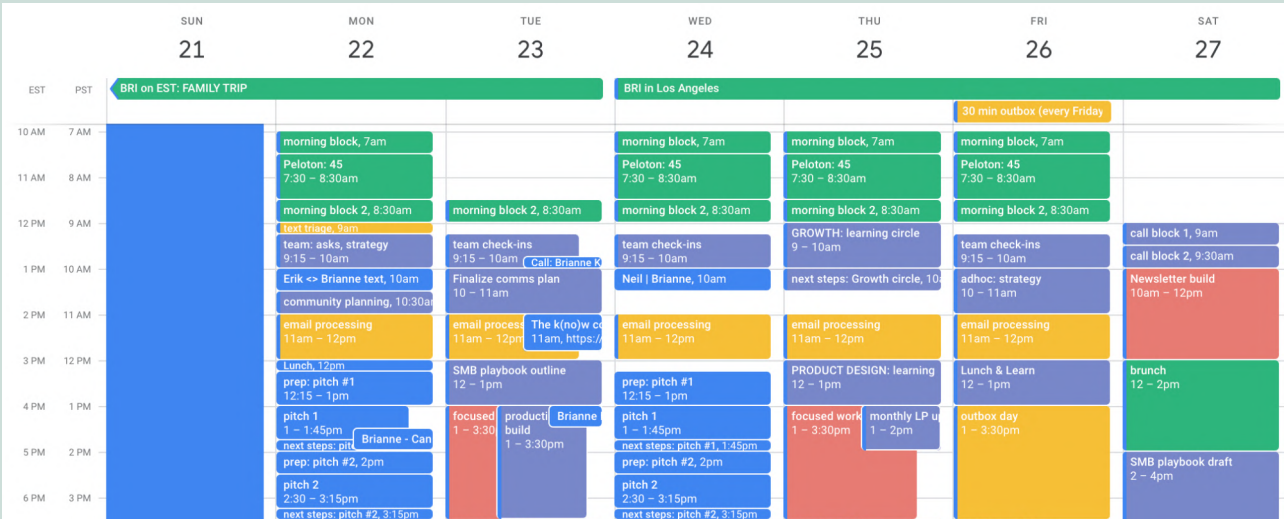 SUN
21
MON
22
TUE
23
WED
24
THU
25
FRI
26
SAT
27
EST PST
BRI on EST: FAMILY TRIP
BRI in Los Angeles
30 min outbox (every Friday
10 AM 7 AM
11 AM 8 AM
12 PM 9 AM
1 PM 10 AM
2 PM 11 AM
3 PM 12 PM
4 PM 1 PM
5 PM 2 PM
6 PM 3 PM
morning block, 7am
Peloton: 45
7:30 – 8:30am
morning block 2, 8:30am
text triage, 9am
team: asks, strategy
9:15 – 10am
Erik <> Brianne text, 10am
community planning, 10:30am
email processing
11am – 12pm
Lunch, 12pm
prep: pitch #1
12:15 – 1pm
pitch 1
1 – 1:45pm
Brianne - Can
next steps:
prep: pitch #2, 2pm
pitch 2
2:30 – 3:15pm
next steps: pitch #2, 3:15pm
morning block 2, 8:30am
team check-ins
9:15 – 10am
Call: Brianne K
Finalize comms plan
10 – 11am
email process
11am – 12pm
The k(no)w co
11am, https:/
SMB playbook outline
12 – 1pm
focused
1 – 3:30
producti
build
1 – 3:30pm
Brianne
morning block, 7am
Peloton: 45
7:30 – 8:30am
morning block 2, 8:30am
team check-ins
9:15 – 10am
Neil | Brianne, 10am
email processing
11am – 12pm
prep: pitch #1
12:15 – 1pm
pitch 1
1 – 1:45pm
next steps: pitch #1, 1:45pm
prep: pitch #2, 2pm
pitch 2
2:30 – 3:15pm
next steps: pitch #2, 3:15pm
morning block, 7am
Peloton: 45
7:30 – 8:30am
morning block 2, 8:30am
GROWTH: learning circle
9 – 10am
next steps: Growth circle, 10
email processing
11am – 12pm
PRODUCT DESIGN: learning
12 – 1pm
focused work
1 – 3:30pm
monthly LP up
1 – 2pm
morning block, 7am
Peloton: 45
7:30 – 8:30am
morning block 2, 8:30am
team check-ins
9:15 – 10am
adhoc: strategy
10 – 11am
email processing
11am – 12pm
Lunch & Learn
12 – 1pm
outbox day
1 – 3:30pm
call block 1, 9am
call block 2, 9:30am
Newsletter build
10am – 12pm
brunch
12 – 2pm
SMB playbook draft
2 – 4pm